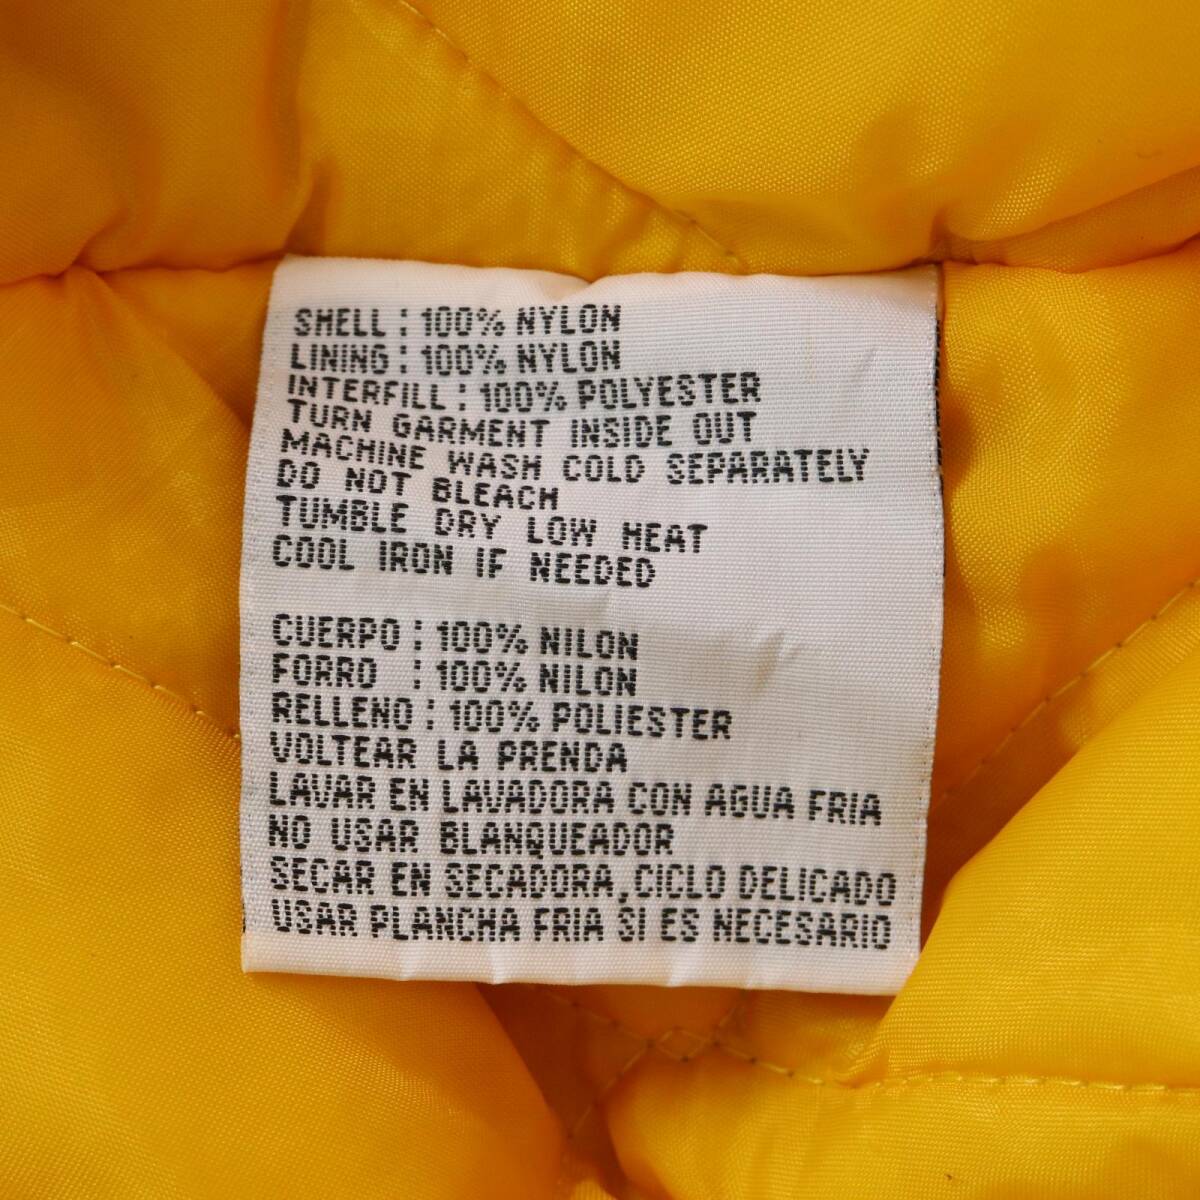 SHELL : 100% NYLON
LINING : 100% NYLON
INTERFILL : 100% POLYESTER
TURN GARMENT INSIDE OUT
MACHINE WASH COLD SEPARATELY
DO NOT BLEACH
TUMBLE DRY LOW HEAT
COOL IRON IF NEEDED
CUERPO : 100% NILON
FORRO : 100% NILON
RELLENO : 100% POLIESTER
VOLTEAR LA PRENDA
LAVAR EN LAVADORA CON AGUA FRIA
NO USAR BLANQUEADOR
SECAR EN SECADORA, CICLO DELICADO
USAR PLANCHA FRIA SI ES NECESARIO